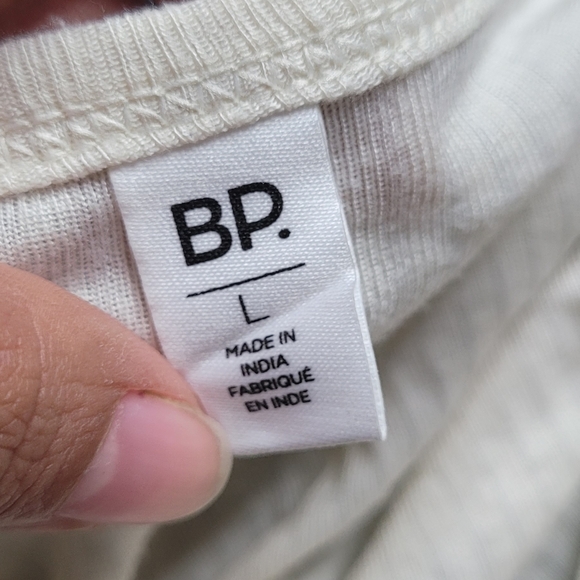 BP.
L
MADE IN
INDIA
FABRIQUÉ
EN INDE